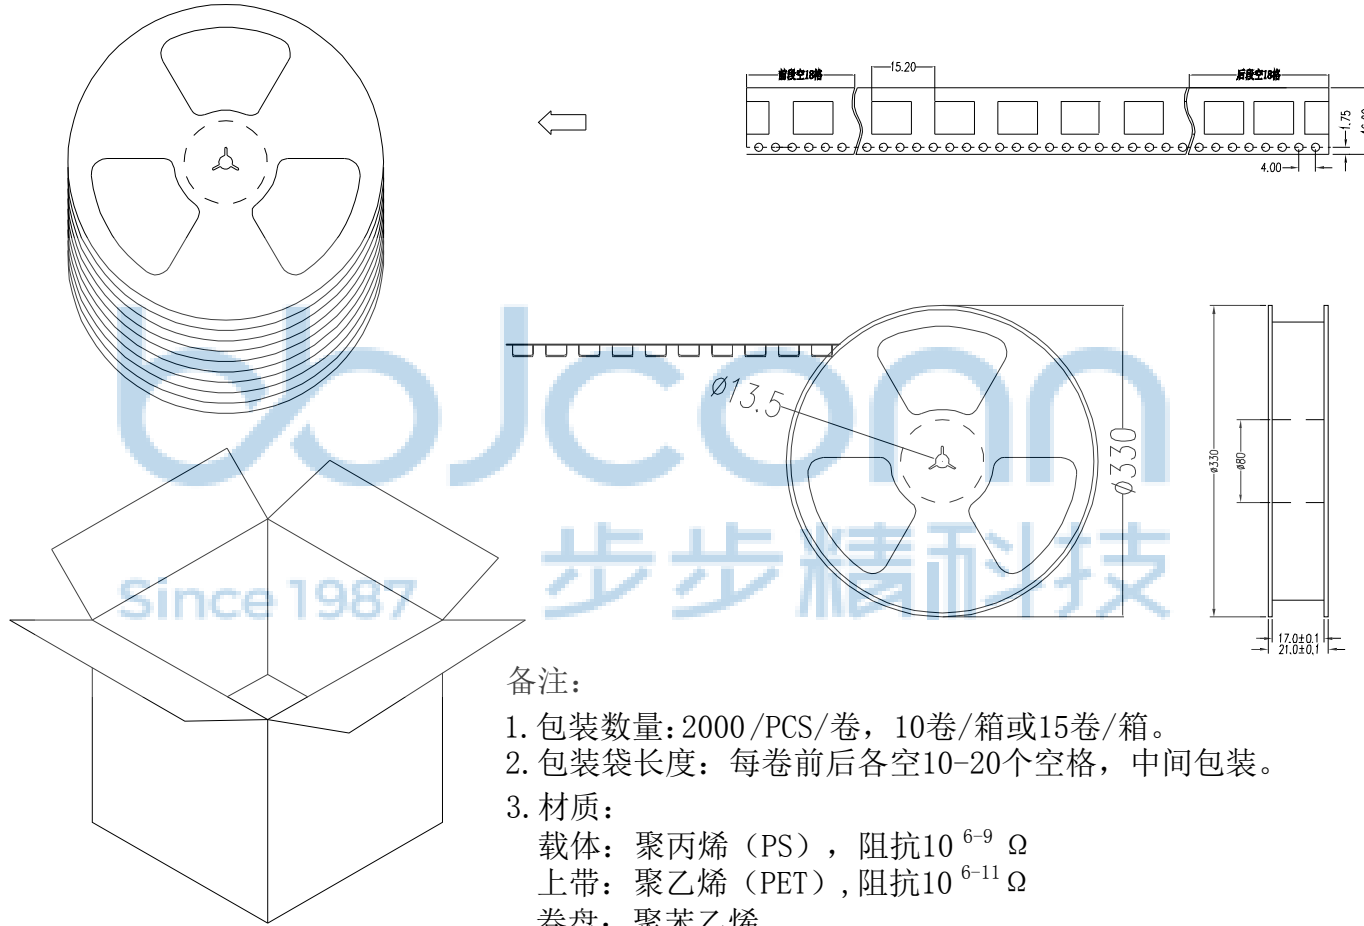 前段空18格
15.20
后段空18格
1.75
4.00
bbjconn
步步精科技
Since 1987
Ø13.5
Ø330
Ø330
Ø80
17.0±0.1
21.0±0.1
备注：
1.包装数量：2000/PCS/卷，10卷/箱或15卷/箱。
2.包装袋长度：每卷前后各空10-20个空格，中间包装。
3.材质：
载体：聚丙烯（PS），阻抗10 6-9 Ω
上带：聚乙烯（PET）,阻抗10 6-11 Ω
卷盘：聚苯乙烯